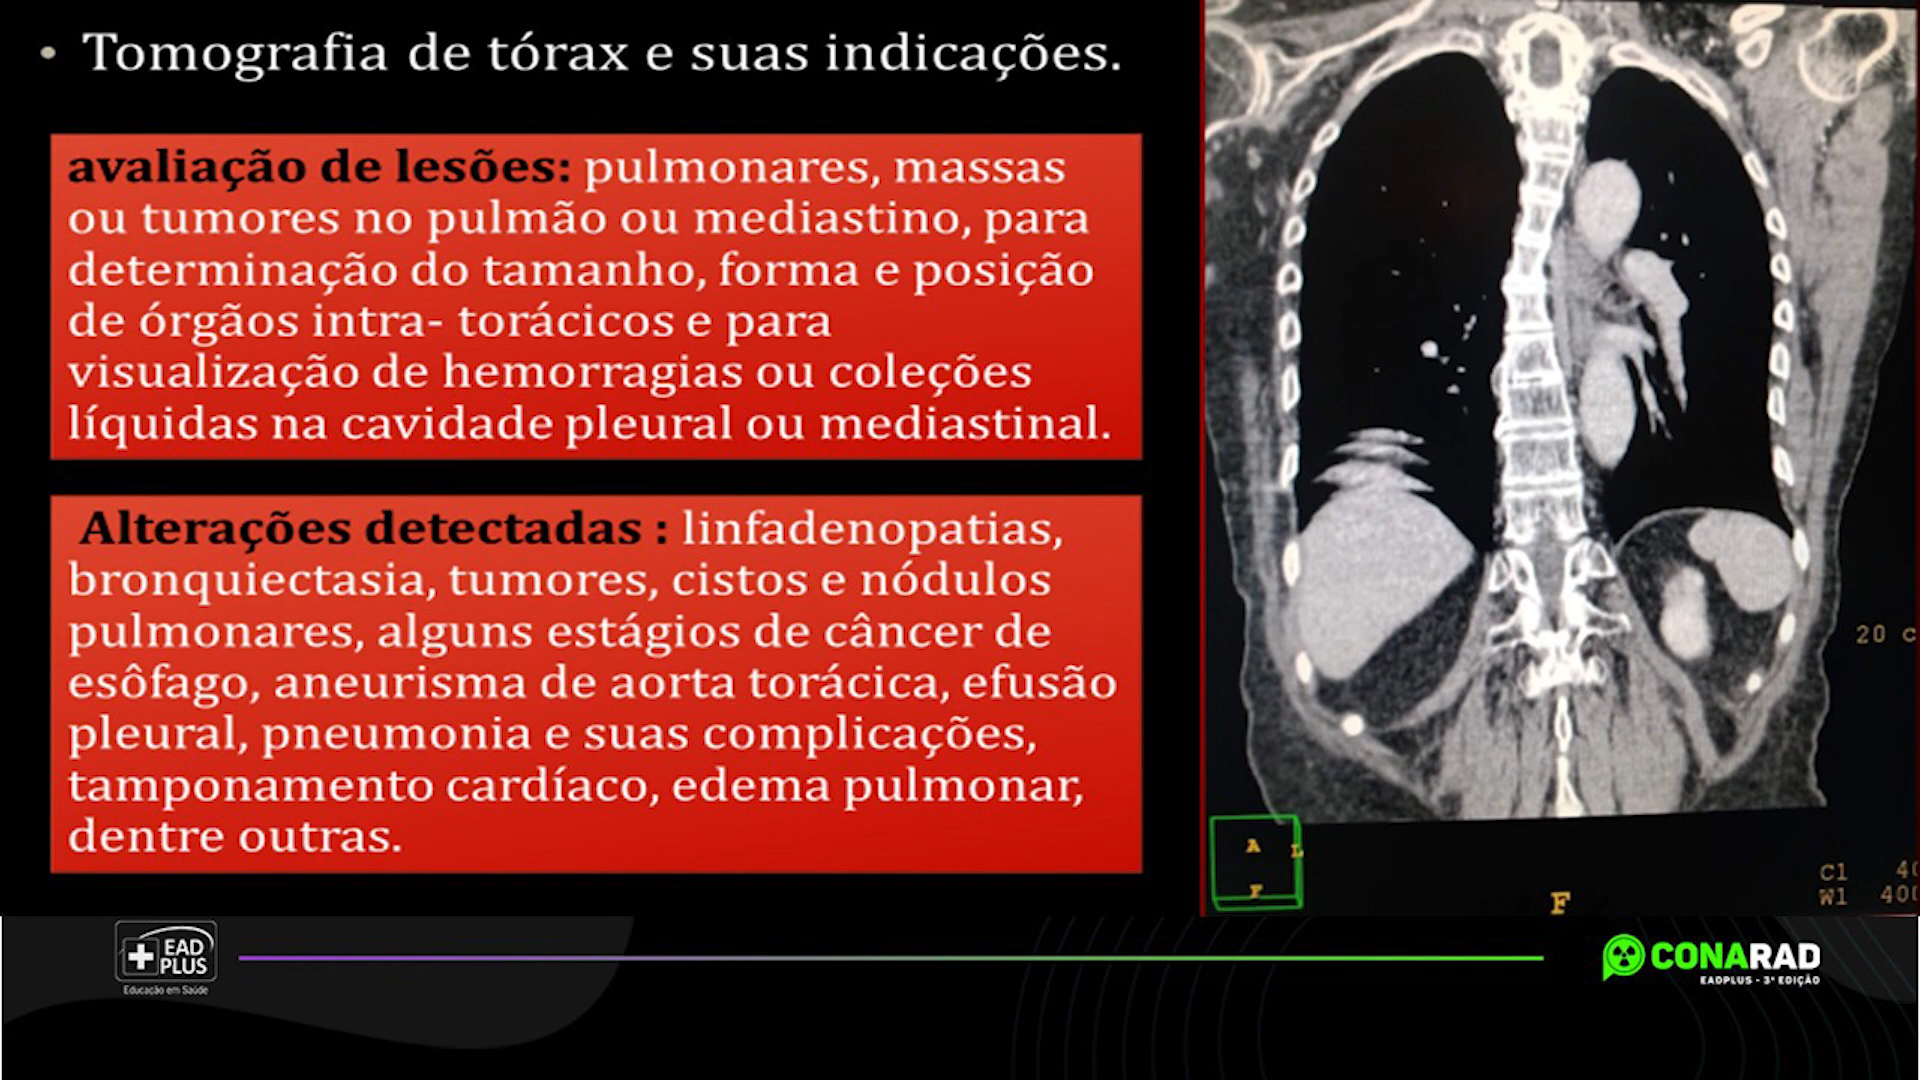 • Tomografia de tórax e suas indicações.
avaliação de lesões: pulmonares, massas
ou tumores no pulmão ou mediastino, para
determinação do tamanho, forma e posição
de órgãos intra- torácicos e para
visualização de hemorragias ou coleções
líquidas na cavidade pleural ou mediastinal.
Alterações detectadas : linfadenopatias,
bronquiectasia, tumores, cistos e nódulos
pulmonares, alguns estágios de câncer de
esôfago, aneurisma de aorta torácica, efusão
pleural, pneumonia e suas complicações,
tamponamento cardíaco, edema pulmonar,
dentre outras.
20 c
A
L
F
F
C1 40
W1 400
EAD
PLUS
Educação em Saúde
CONARAD
EADPLUS - 3ª EDIÇÃO